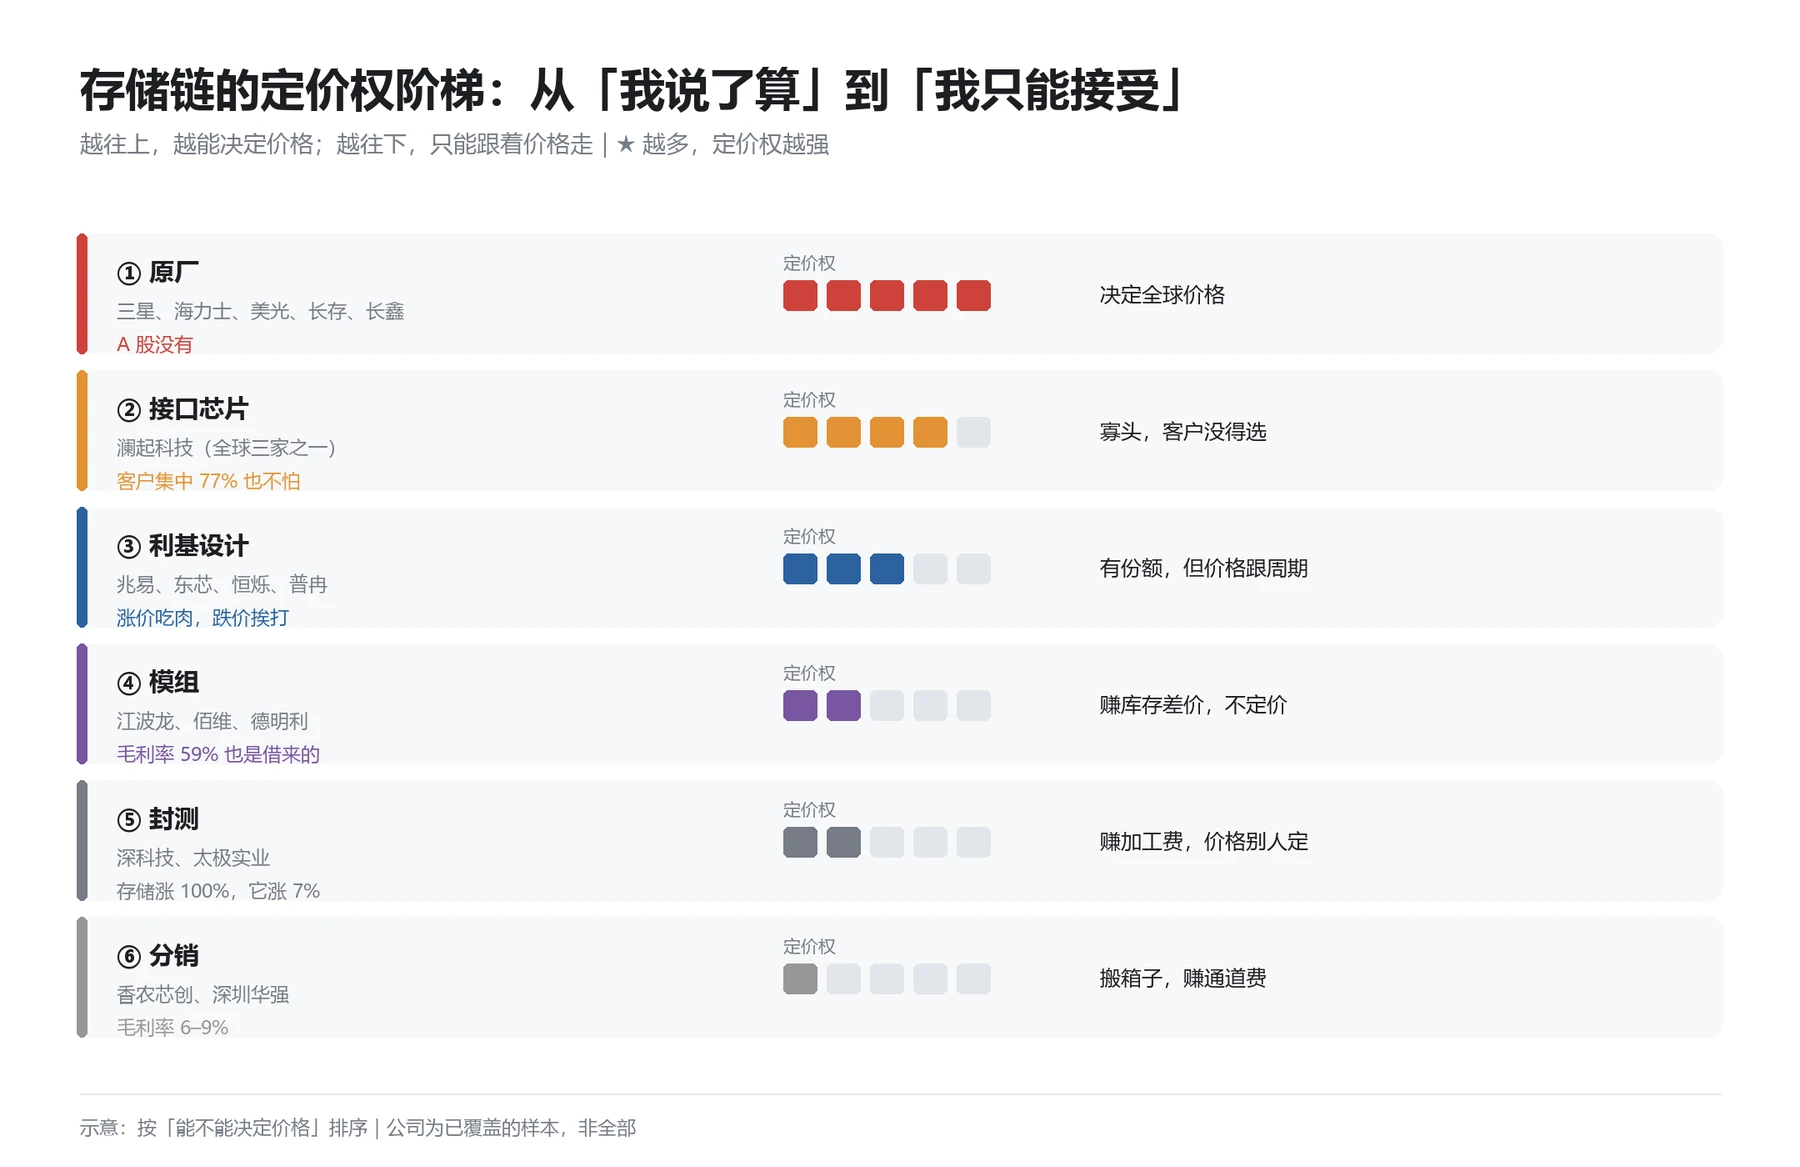 存储链的定价权阶梯：从「我说了算」到「我只能接受」
越往上，越能决定价格；越往下，只能跟着价格走 | ★ 越多，定价权越强
① 原厂
三星、海力士、美光、长存、长鑫
A 股没有
定价权
决定全球价格
② 接口芯片
澜起科技（全球三家之一）
客户集中 77% 也不怕
定价权
寡头，客户没得选
③ 利基设计
兆易、东芯、恒烁、普冉
涨价吃肉，跌价挨打
定价权
有份额，但价格跟周期
④ 模组
江波龙、佰维、德明利
毛利率 59% 也是借来的
定价权
赚库存差价，不定价
⑤ 封测
深科技、太极实业
存储涨 100%，它涨 7%
定价权
赚加工费，价格别人定
⑥ 分销
香农芯创、深圳华强
毛利率 6–9%
定价权
搬箱子，赚通道费
示意：按「能不能决定价格」排序 | 公司为已覆盖的样本，非全部